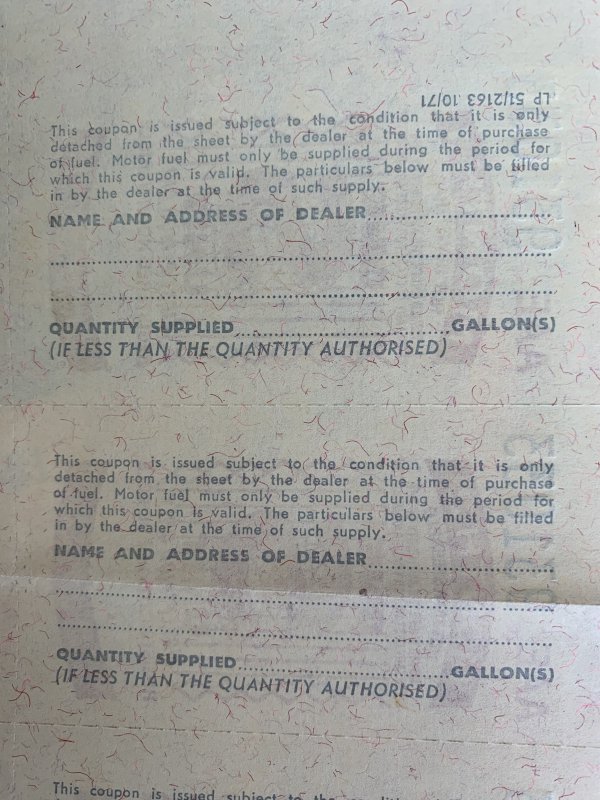 LP 51/2163 10/71
This coupon is issued subject to the condition that it is only
detached from the sheet by the dealer at the time of purchase
of fuel. Motor fuel must only be supplied during the period for
which this coupon is valid. The particulars below must be filled
in by the dealer at the time of such supply.
NAME AND ADDRESS OF DEALER
QUANTITY SUPPLIED GALLON(S)
(IF LESS THAN THE QUANTITY AUTHORISED)
This coupon is issued subject to the condition that it is only
detached from the sheet by the dealer at the time of purchase
of fuel. Motor fuel must only be supplied during the period for
which this coupon is valid. The particulars below must be filled
in by the dealer at the time of such supply.
NAME AND ADDRESS OF DEALER
QUANTITY SUPPLIED GALLON(S)
(IF LESS THAN THE QUANTITY AUTHORISED)
This coupon is issued subject to the